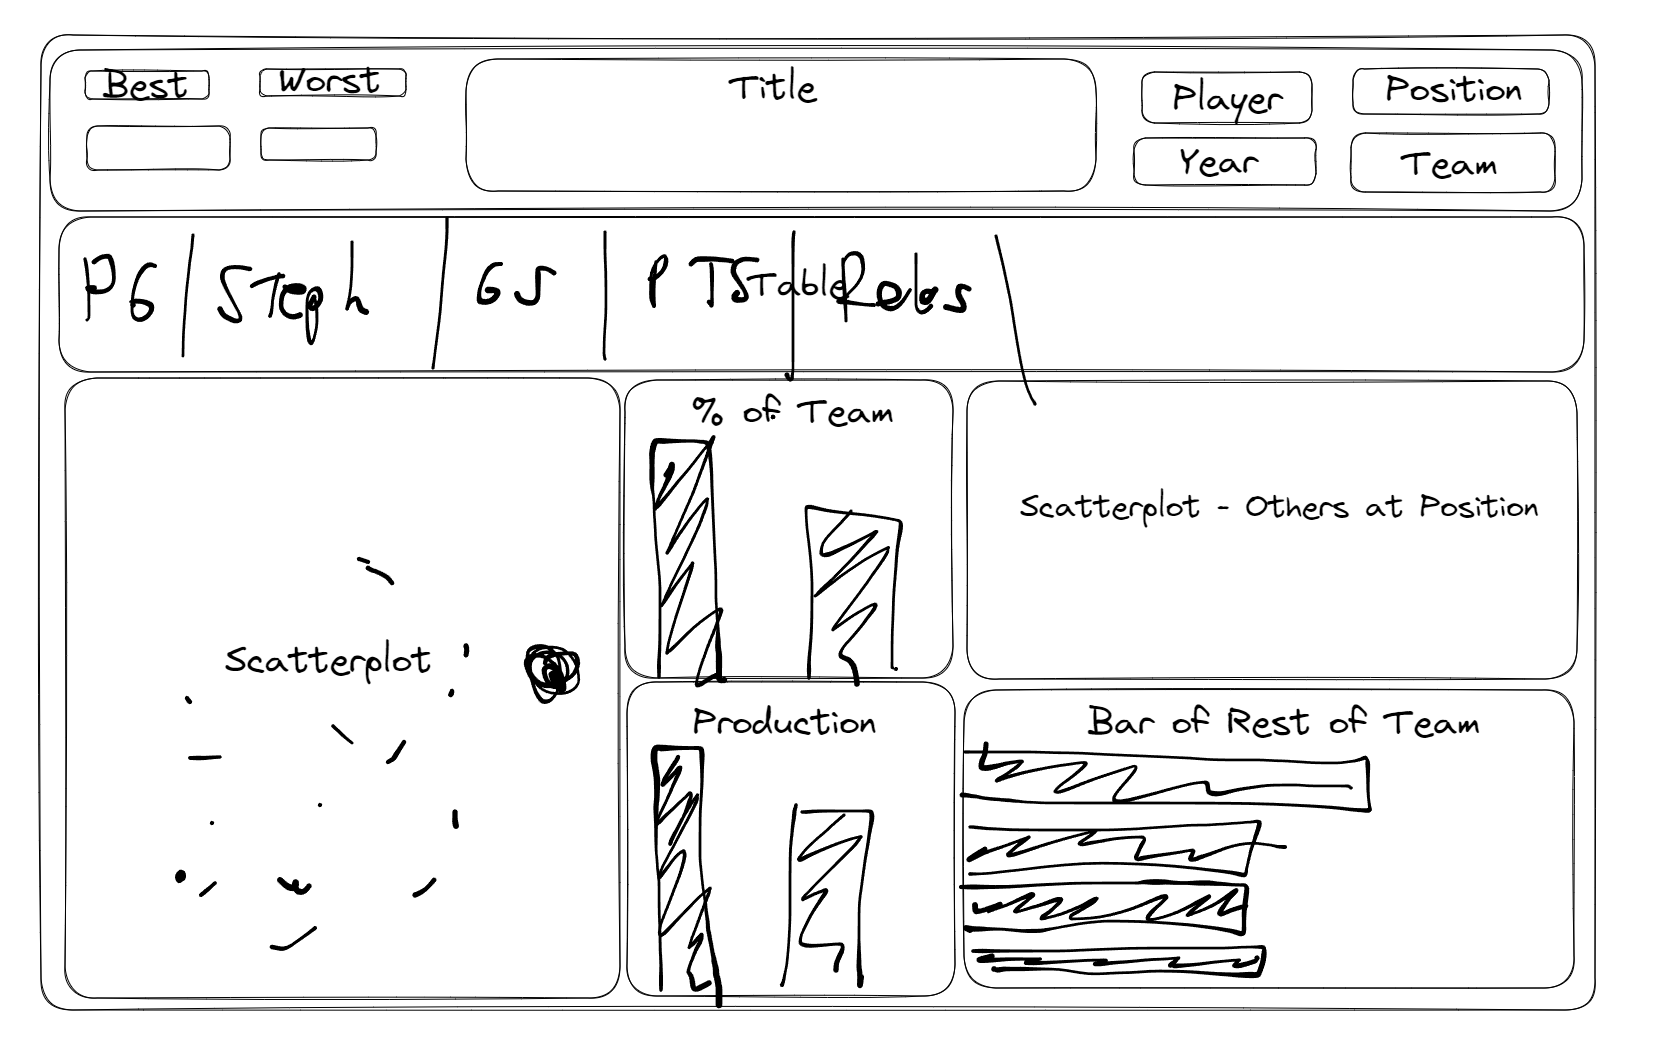 Best
Worst
Title
Player
Position
Year
Team
PG
Steph
GS
PTS
Table
Rebs
% of Team
Scatterplot - Others at Position
Scatterplot
Production
Bar of Rest of Team